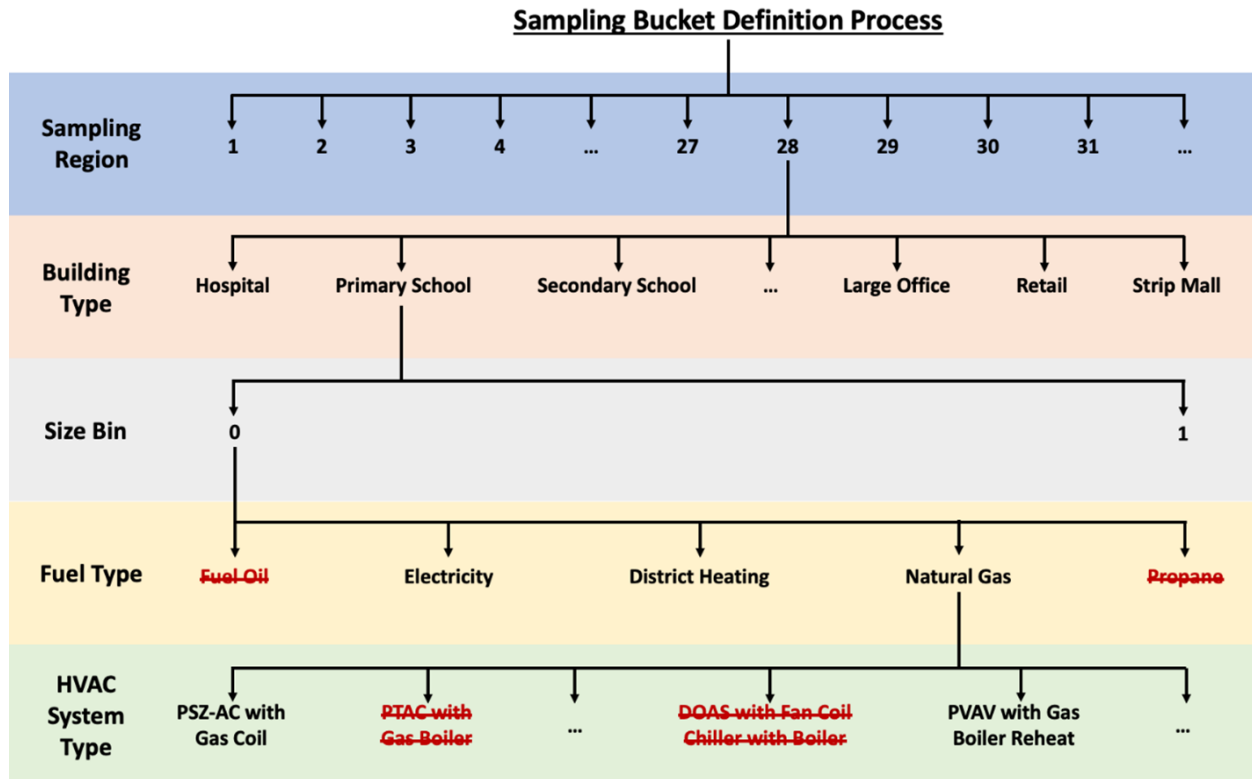 Sampling Bucket Definition Process
Sampling
Region
1 2 3 4 ... 27 28 29 30 31 ...
Building
Type
Hospital Primary School Secondary School ... Large Office Retail Strip Mall
Size Bin
0 1
Fuel Type
Fuel Oil Electricity District Heating Natural Gas Propane
HVAC
System
Type
PSZ-AC with
Gas Coil
PTAC with
Gas Boiler
...
DOAS with Fan Coil
Chiller with Boiler
PVAV with Gas
Boiler Reheat
...